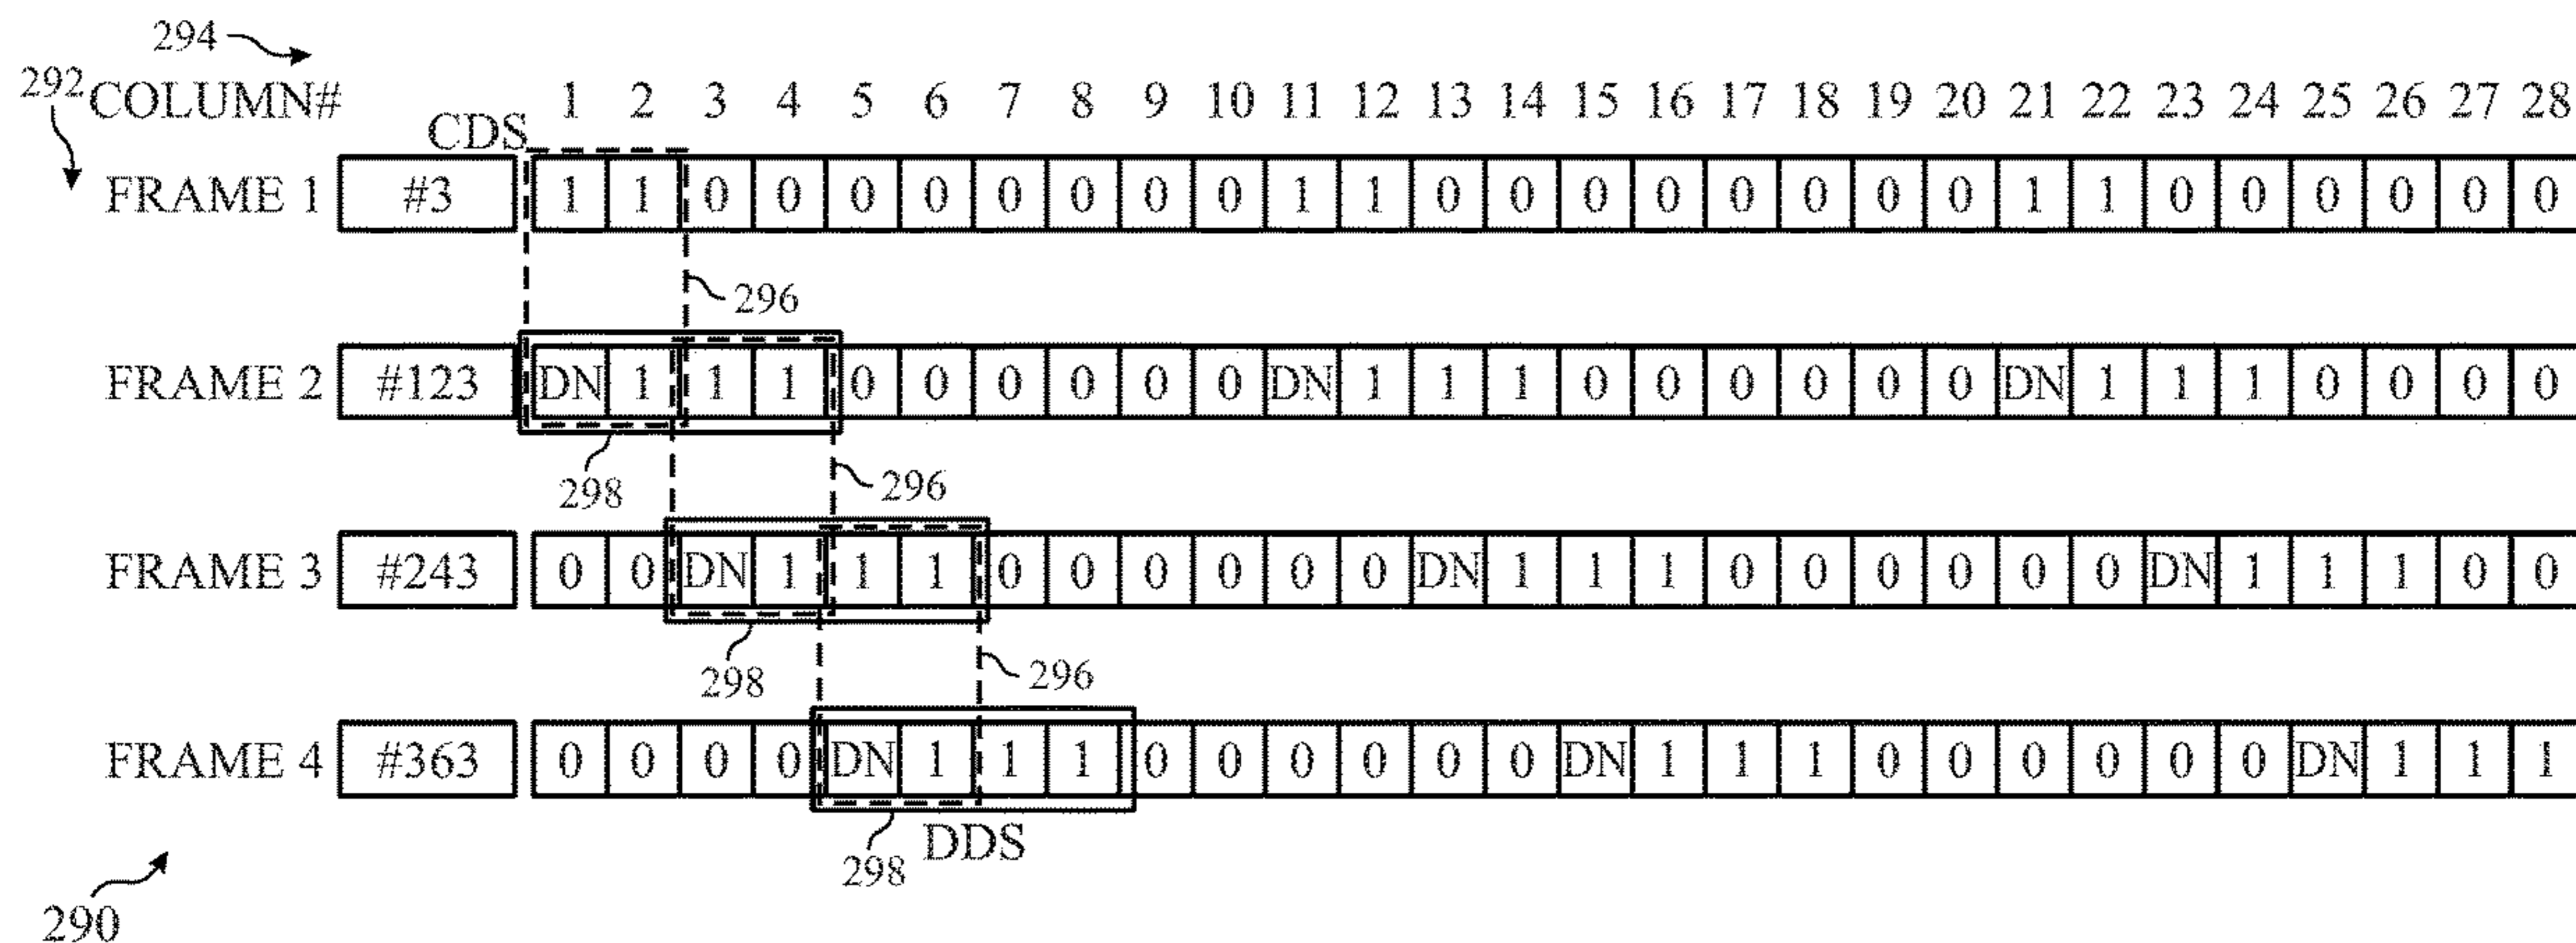 294
292 COLUMN# 1 2 3 4 5 6 7 8 9 10 11 12 13 14 15 16 17 18 19 20 21 22 23 24 25 26 27 28
CDS
FRAME 1 #3 1 1 0 0 0 0 0 0 0 0 1 1 0 0 0 0 0 0 0 0 1 1 0 0 0 0 0 0
296
FRAME 2 #123 DN 1 1 1 0 0 0 0 0 0 DN 1 1 1 0 0 0 0 0 0 DN 1 1 1 0 0 0 0
298 296
FRAME 3 #243 0 0 DN 1 1 1 0 0 0 0 0 0 DN 1 1 1 0 0 0 0 0 0 DN 1 1 1 0 0
298 296
FRAME 4 #363 0 0 0 0 DN 1 1 1 0 0 0 0 0 0 DN 1 1 1 0 0 0 0 0 0 DN 1 1 1
298 DDS
290